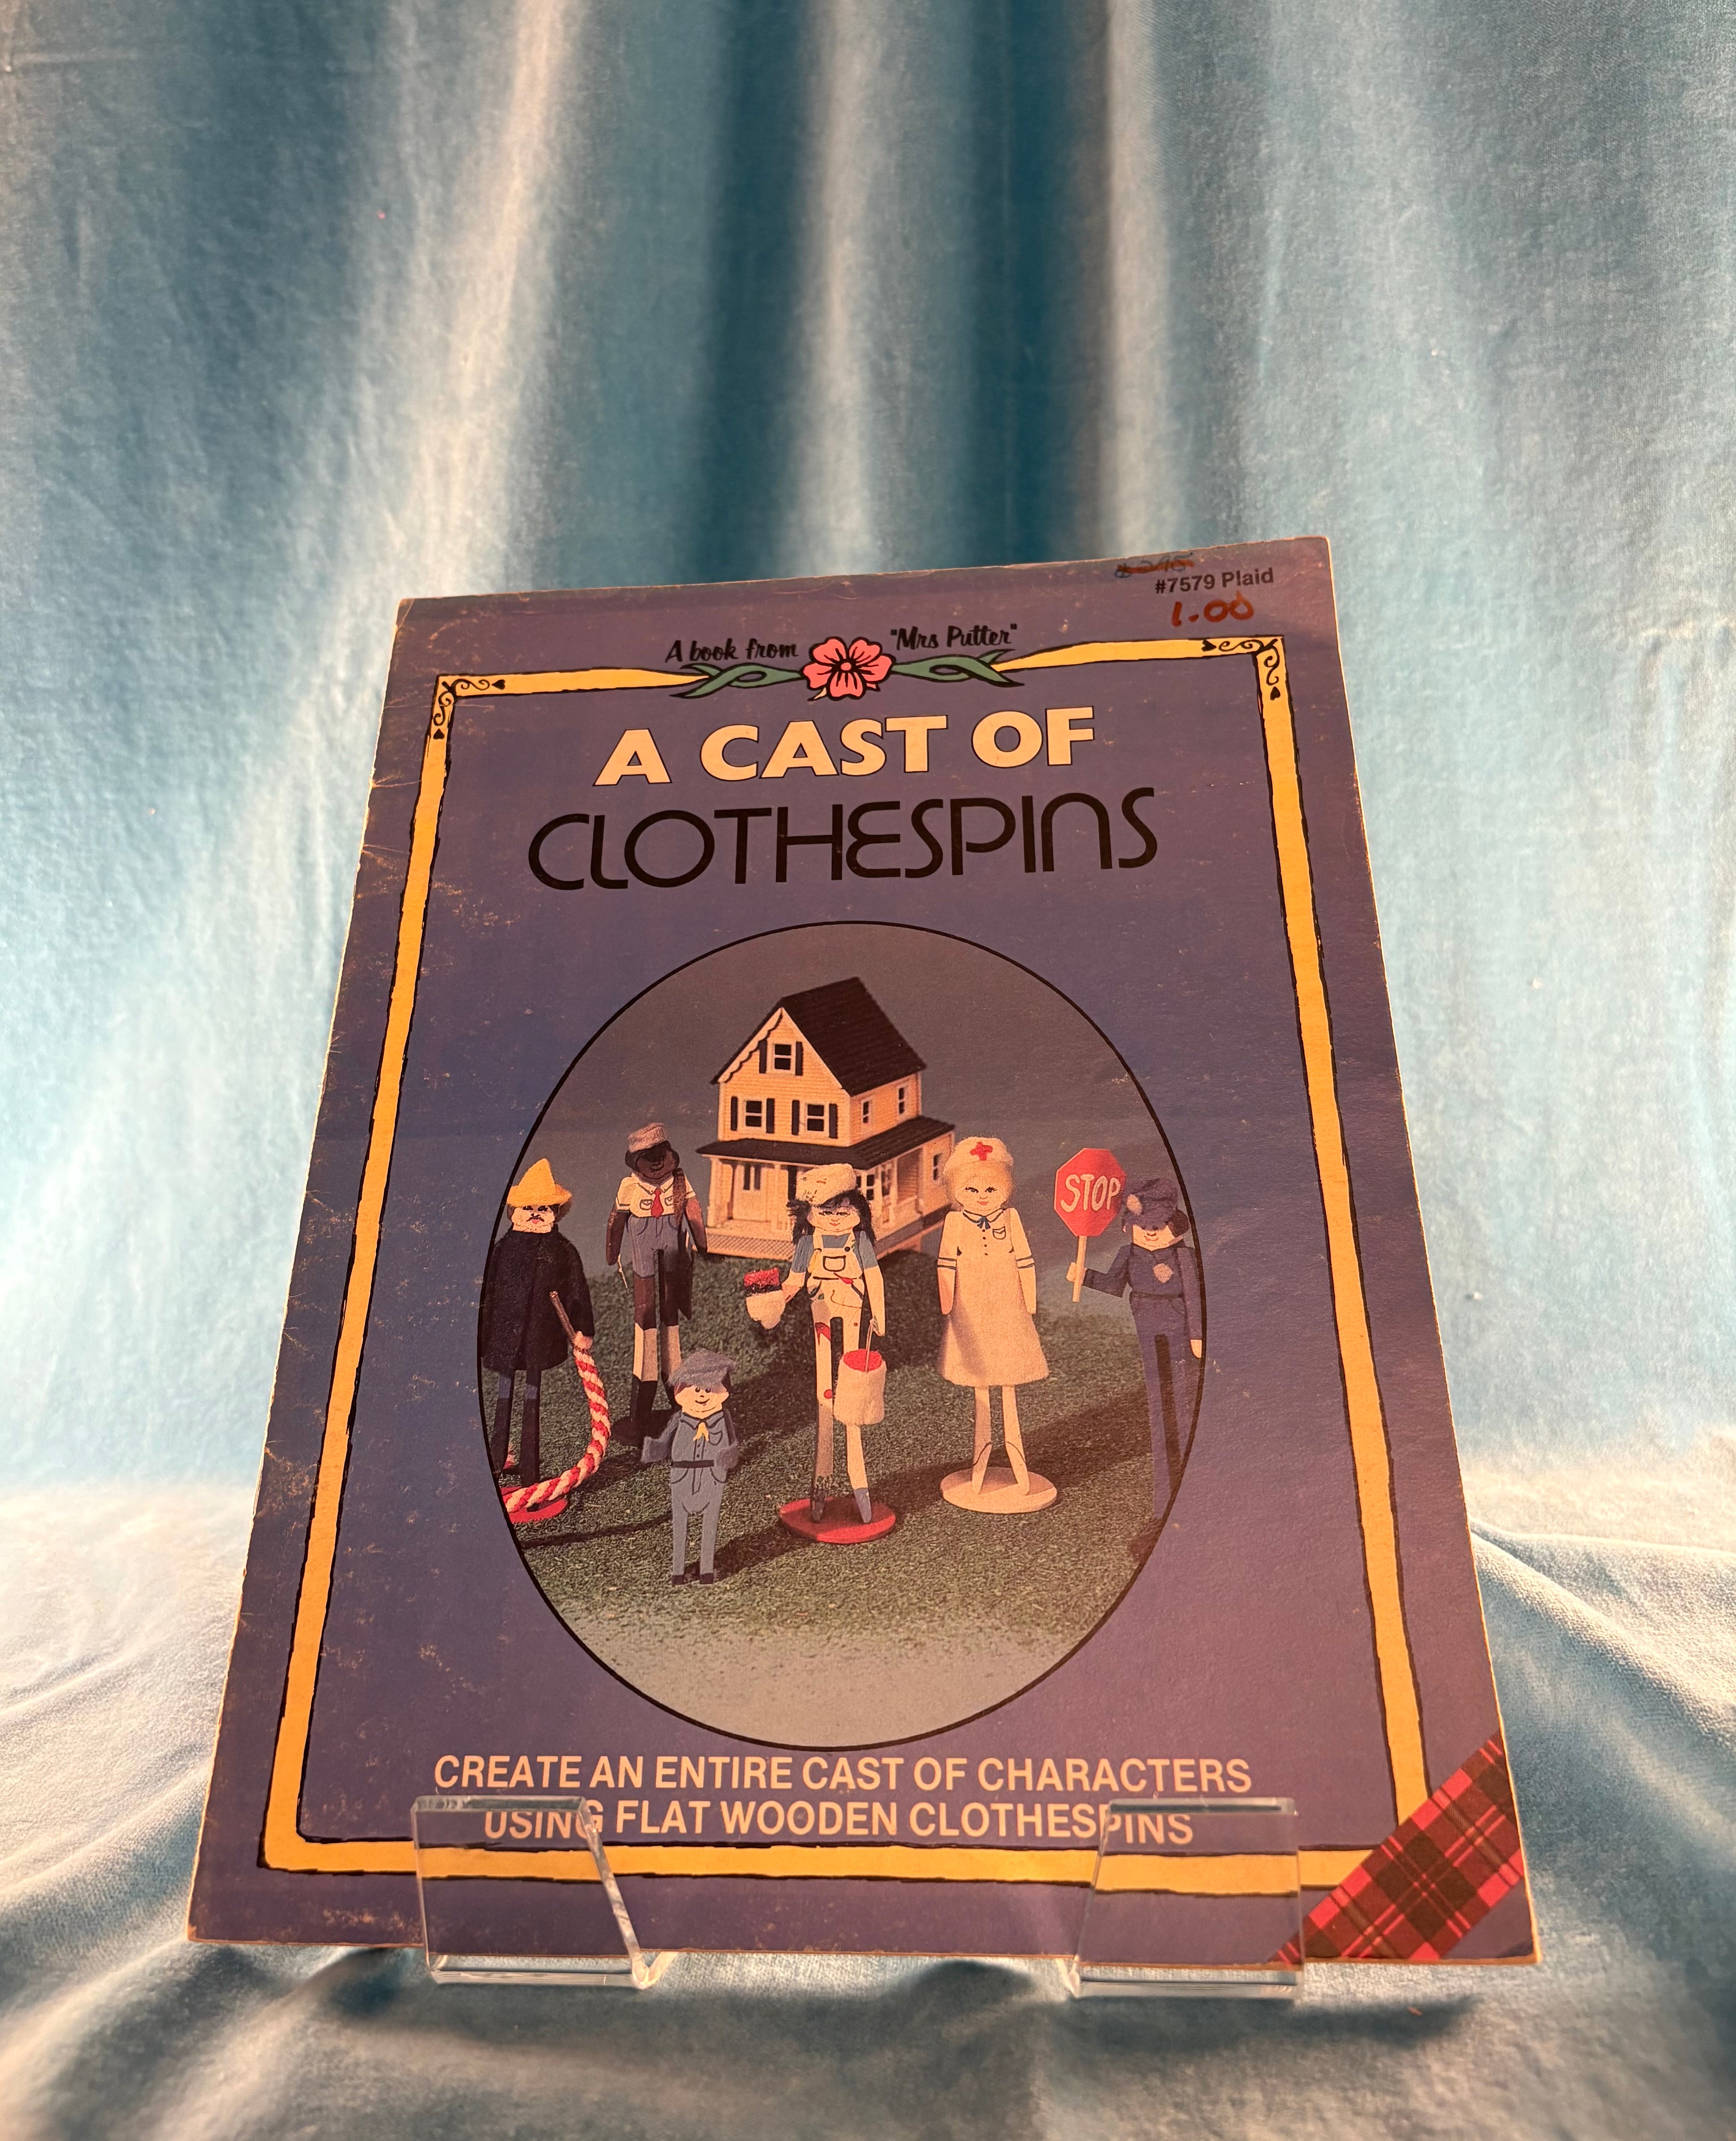 #7579 Plaid
1.00
A book from "Mrs Putter"
A CAST OF
CLOTHESPINS
STOP
CREATE AN ENTIRE CAST OF CHARACTERS
USING FLAT WOODEN CLOTHESPINS